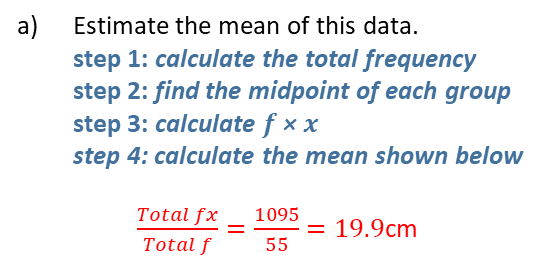 a) Estimate the mean of this data.
step 1: calculate the total frequency
step 2: find the midpoint of each group
step 3: calculate f × x
step 4: calculate the mean shown below
Total fx / Total f = 1095 / 55 = 19.9cm